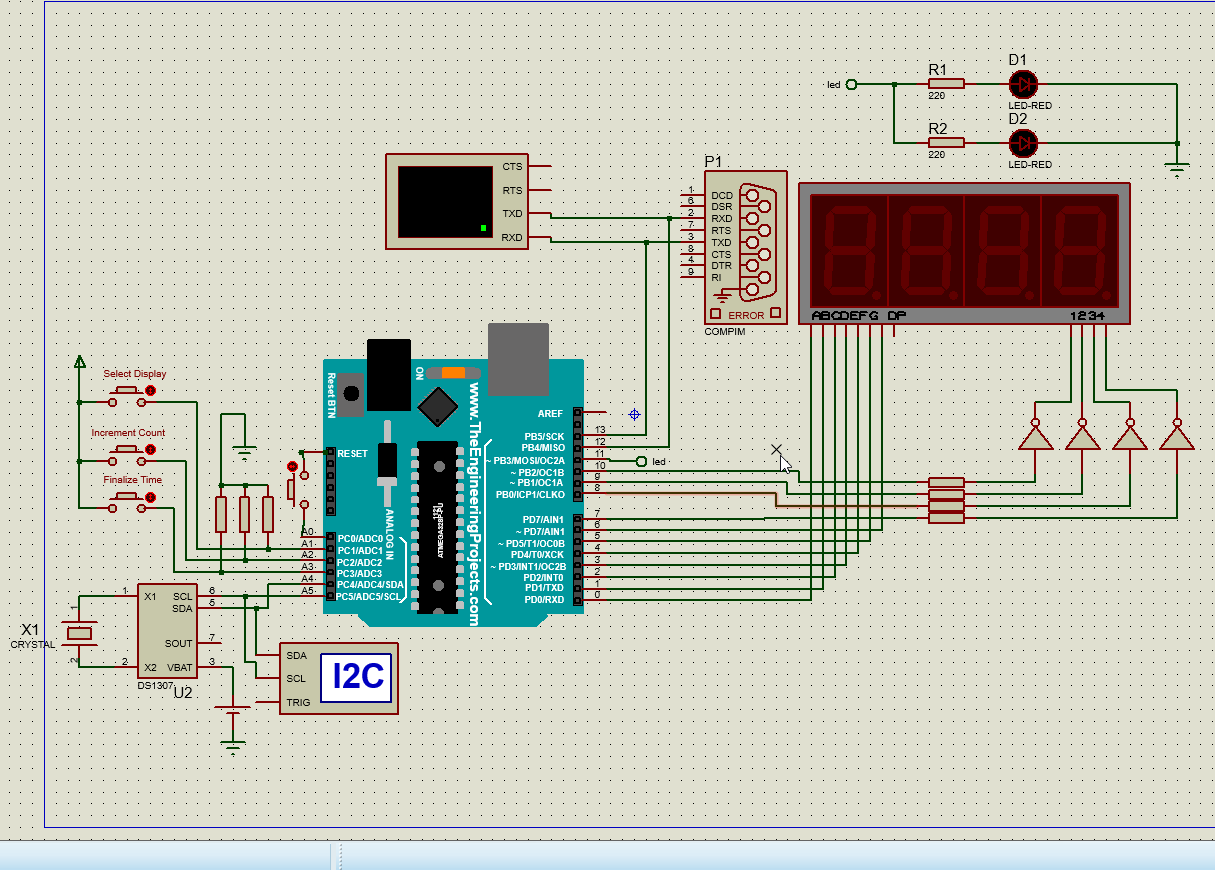 D1
R1
led
220
LED-RED
D2
R2
220
LED-RED
P1
CTS
RTS
TXD
RXD
1
6
2
7
3
8
4
9
DCD
DSR
RXD
RTS
TXD
CTS
DTR
RI
ERROR
COMPIM
ABCDEFG DP
1234
Select Display
Increment Count
Finalize Time
Reset BTN
ON
www.TheEngineeringProjects.com
ANALOG IN
ATMEGA328P-PU
1121
RESET
AREF
PB5/SCK
PB4/MISO
~ PB3/MOSI/OC2A
~ PB2/OC1B
~ PB1/OC1A
PB0/ICP1/CLKO
13
12
11
10
9
8
led
PD7/AIN1
~ PD7/AIN1
~ PD5/T1/OC0B
PD4/T0/XCK
~ PD3/INT1/OC2B
PD2/INT0
PD1/TXD
PD0/RXD
7
6
5
4
3
2
1
0
A0
A1
A2
A3
A4
A5
PC0/ADC0
PC1/ADC1
PC2/ADC2
PC3/ADC3
PC4/ADC4/SDA
PC5/ADC5/SCL
X1
CRYSTAL
1
2
1
2
X1
X2
SCL
SDA
SOUT
VBAT
6
5
7
3
DS1307
U2
SDA
SCL
TRIG
I2C